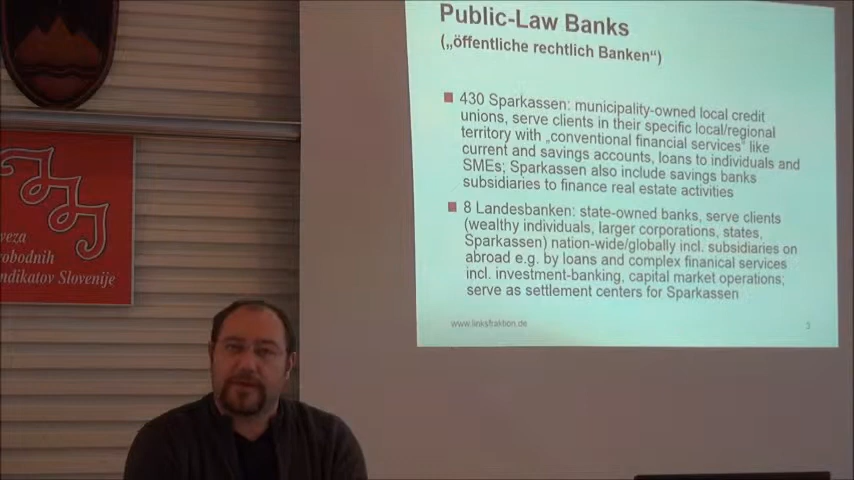 Public-Law Banks
(„öffentliche rechtlich Banken“)
430 Sparkassen: municipality-owned local credit
unions, serve clients in their specific local/regional
territory with „conventional financial services“ like
current and savings accounts, loans to individuals and
SMEs; Sparkassen also include savings banks
subsidiaries to finance real estate activities
8 Landesbanken: state-owned banks, serve clients
(wealthy individuals, larger corporations, states,
Sparkassen) nation-wide/globally incl. subsidiaries on
abroad e.g. by loans and complex finanical services
incl. investment-banking, capital market operations;
serve as settlement centers for Sparkassen
www.linksfraktion.de
3
veza
vobodnih
indikatov Slovenije